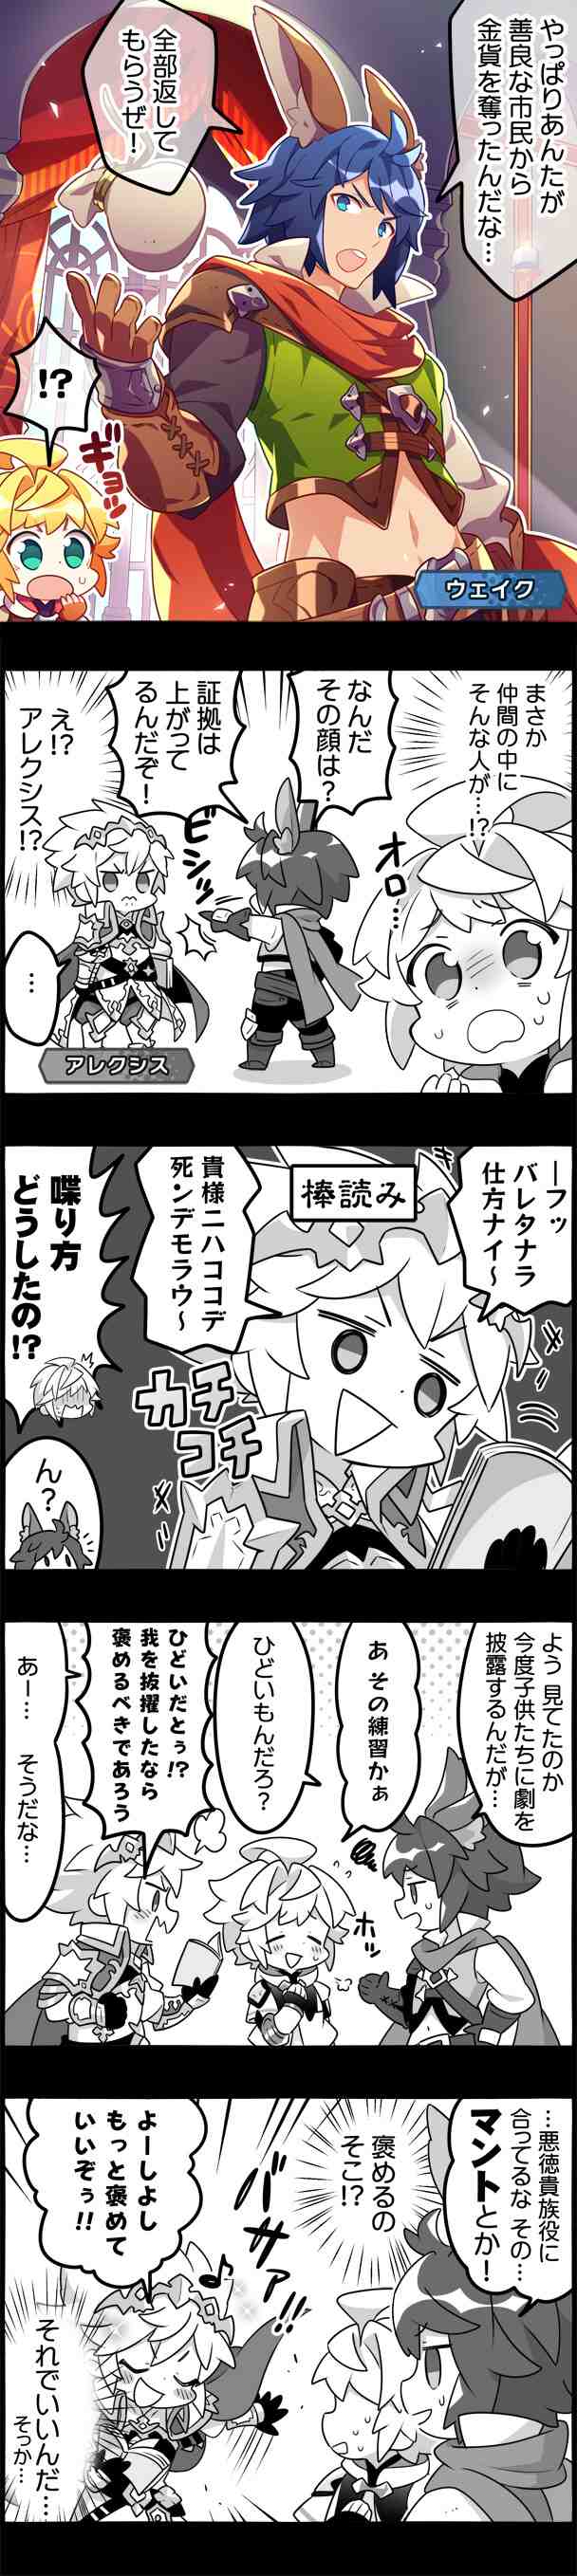 やっぱりあんたが
善良な市民から
金貨を奪ったんだな…
全部返して
もらうぜ！
!?
ギョッ
ウェイク
まさか
仲間の中に
そんな人が…!?
オロ…
なんだ
その顔は？
証拠は
上がって
るんだぞ！
ビシッ
え!?
アレクシス!?
…
アレクシス
ーフッ
バレタナラ
仕方ナイ～
棒読み
貴様ニハココデ
死ンデモラウ～
カチ
コチ
喋り方
どうしたの!?
ん？
よう 見てたのか
今度子供たちに劇を
披露するんだが…
あ その練習かぁ
ホッ
ひどいもんだろ？
ひどいだとぅ!?
我を抜擢したなら
褒めるべきであろう
あー… そうだな…
…悪徳貴族役に
合ってるな その…
マントとか！
褒めるの
そこ!?
バサァ!!
よーしよし
もっと褒めて
いいぞぅ!!
それでいいんだ…
そっか…